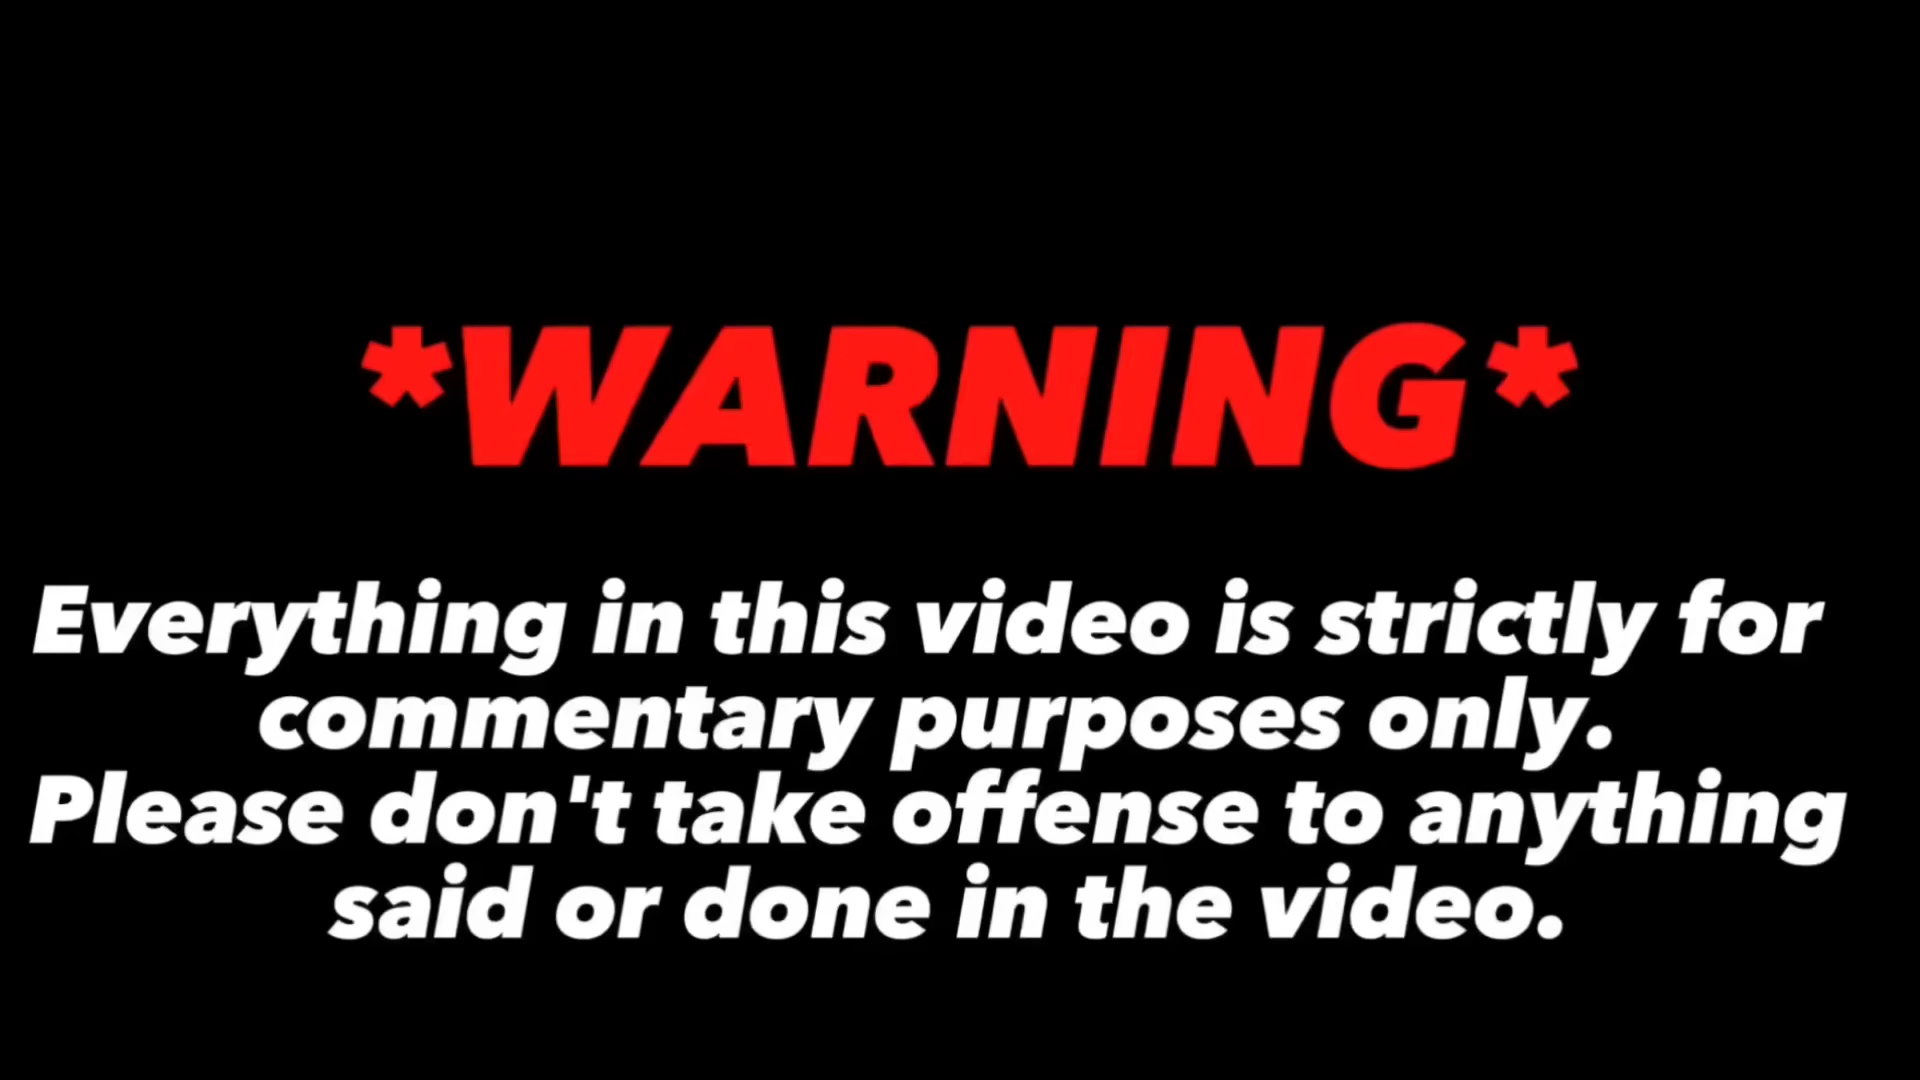 *WARNING*
Everything in this video is strictly for
commentary purposes only.
Please don't take offense to anything
said or done in the video.